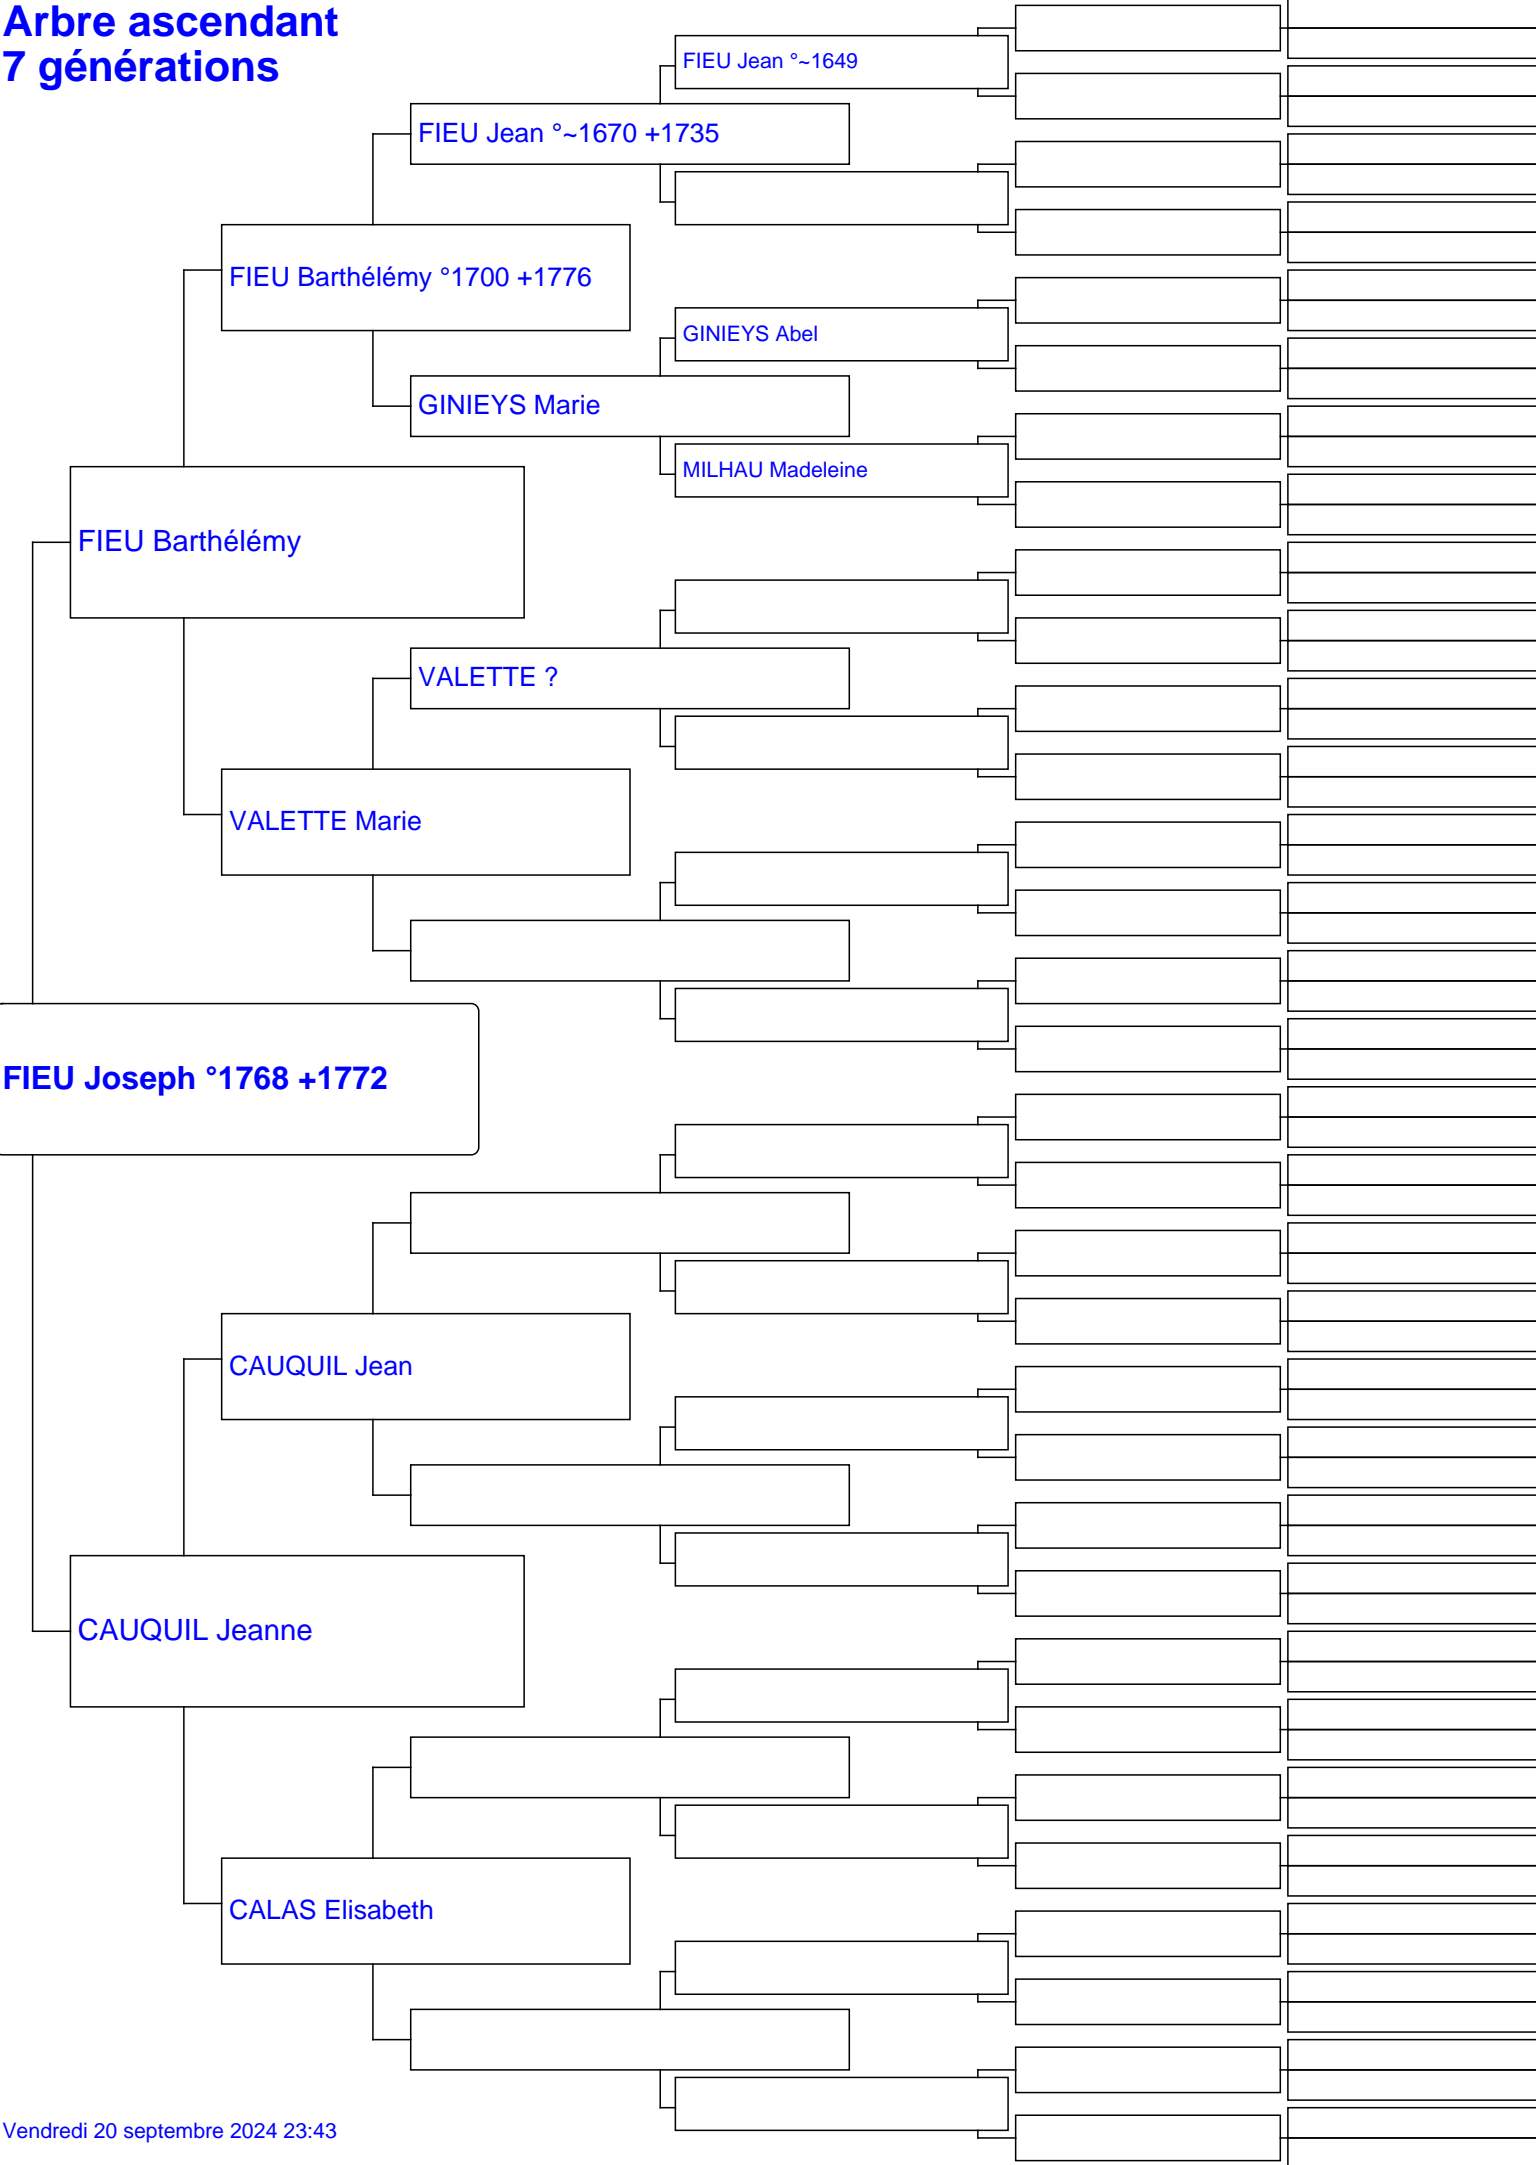 Arbre ascendant
7 générations
FIEU Jean °~1649
FIEU Jean °~1670 +1735
FIEU Barthélémy °1700 +1776
GINIEYS Abel
GINIEYS Marie
MILHAU Madeleine
FIEU Barthélémy
VALETTE ?
VALETTE Marie
FIEU Joseph °1768 +1772
CAUQUIL Jean
CAUQUIL Jeanne
CALAS Elisabeth
Vendredi 20 septembre 2024 23:43